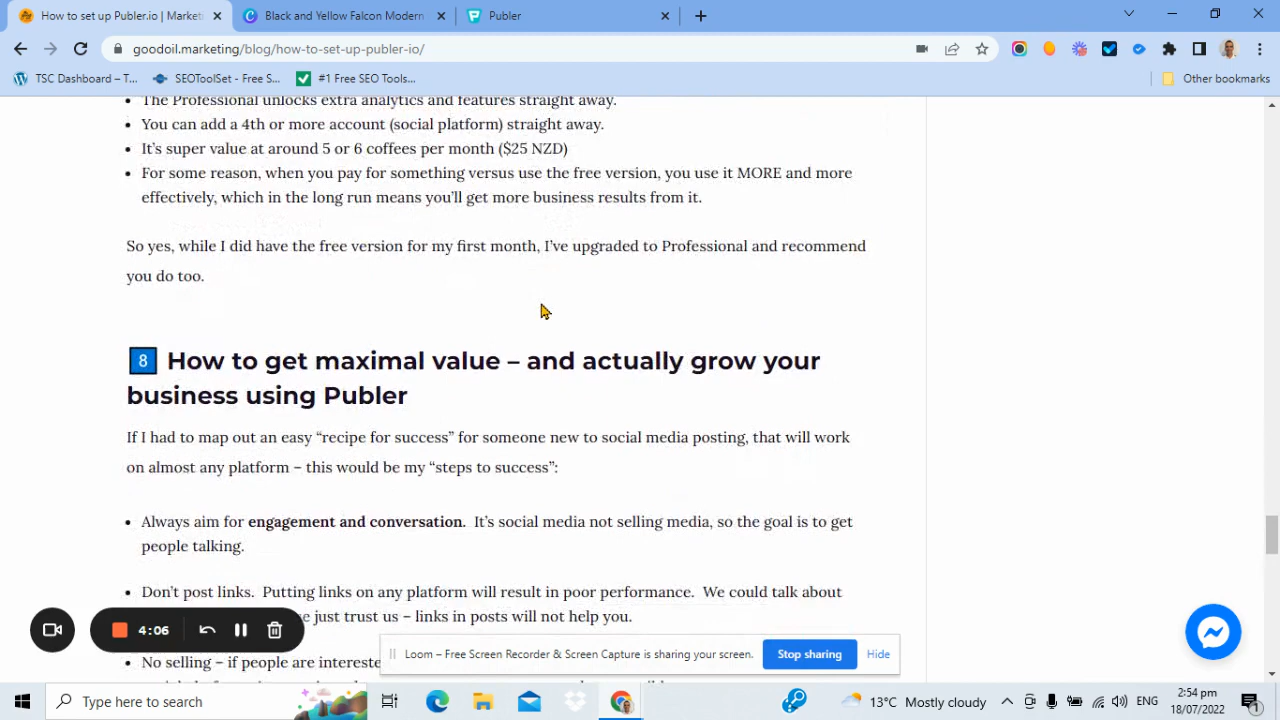 How to set up Publer.io | Market
Black and Yellow Falcon Modern
Publer
goodoil.marketing/blog/how-to-set-up-publer-io/
TSC Dashboard – T...
SEOToolSet - Free S...
#1 Free SEO Tools...
Other bookmarks
The Professional unlocks extra analytics and features straight away.
You can add a 4th or more account (social platform) straight away.
It's super value at around 5 or 6 coffees per month ($25 NZD)
For some reason, when you pay for something versus use the free version, you use it MORE and more
effectively, which in the long run means you'll get more business results from it.
So yes, while I did have the free version for my first month, I've upgraded to Professional and recommend
you do too.
8 How to get maximal value – and actually grow your
business using Publer
If I had to map out an easy “recipe for success” for someone new to social media posting, that will work
on almost any platform – this would be my “steps to success”:
Always aim for engagement and conversation. It's social media not selling media, so the goal is to get
people talking.
Don't post links. Putting links on any platform will result in poor performance. We could talk about
just trust us – links in posts will not help you.
No selling – if people are intereste
4:06
Loom – Free Screen Recorder & Screen Capture is sharing your screen.
Stop sharing
Hide
Type here to search
13°C Mostly cloudy
ENG
2:54 pm
18/07/2022